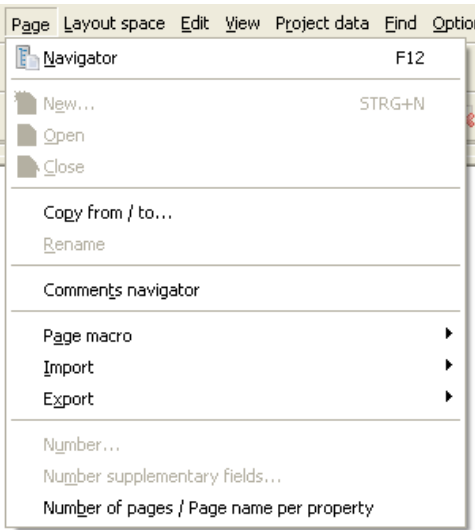 Page Layout space Edit View Project data Find
Navigator F12
New... STRG+N
Open
Close
Copy from / to...
Rename
Comments navigator
Page macro
Import
Export
Number...
Number supplementary fields...
Number of pages / Page name per property